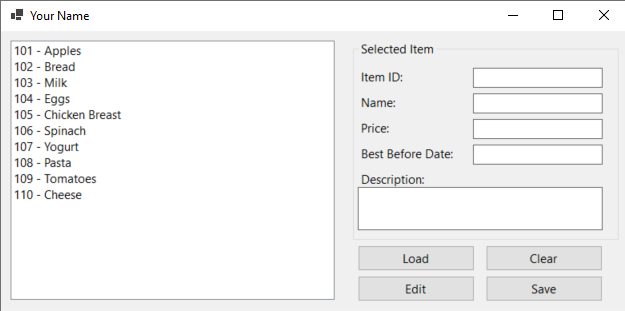 Your Name
101 - Apples
102 - Bread
103 - Milk
104 - Eggs
105 - Chicken Breast
106 - Spinach
107 - Yogurt
108 - Pasta
109 - Tomatoes
110 - Cheese
Selected Item
Item ID:
Name:
Price:
Best Before Date:
Description:
Load Clear
Edit Save